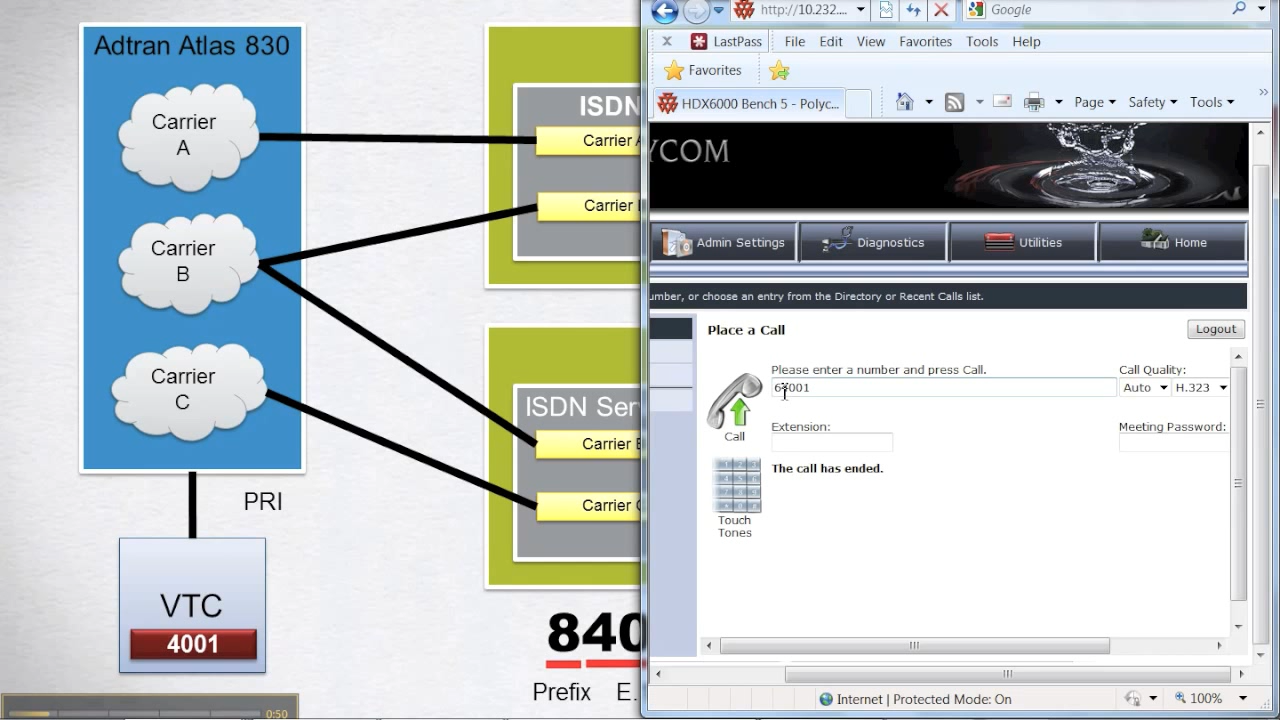 Adtran Atlas 830
Carrier
A
Carrier
B
Carrier
C
PRI
VTC
4001
ISDN
Carrier
Carrier
ISDN Ser
Carrier
Carrier
840
Prefix E.
0:50
http://10.232....
Google
x LastPass File Edit View Favorites Tools Help
Favorites
HDX6000 Bench 5 - Polyc...
Page Safety Tools »
YCOM
Admin Settings Diagnostics Utilities Home
umber, or choose an entry from the Directory or Recent Calls list.
Place a Call
Logout
Please enter a number and press Call. Call Quality:
Auto H.323
Call
Extension: Meeting Password:
The call has ended.
Touch
Tones
Internet | Protected Mode: On
100%